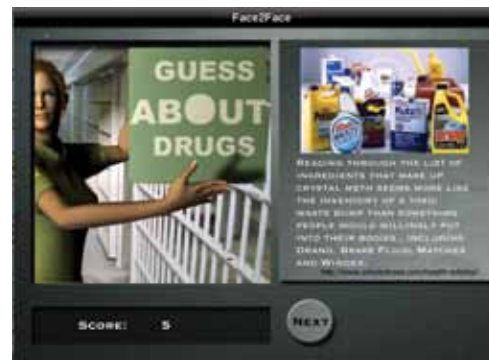 Face2Face
GUESS
ABOUT
DRUGS
READING THROUGH THE LIST OF
INGREDIENTS THAT MAKE UP
CRYSTAL METH SEEMS MORE LIKE
THE INVENTORY OF A TOXIC
WASTE DUMP THAN SOMETHING
PEOPLE WOULD WILLINGLY PUT
INTO THEIR BODIES, INCLUDING
DRANO, BRAKE FLUID, MATCHES
AND WINDEX.
SCORE: 5
NEXT